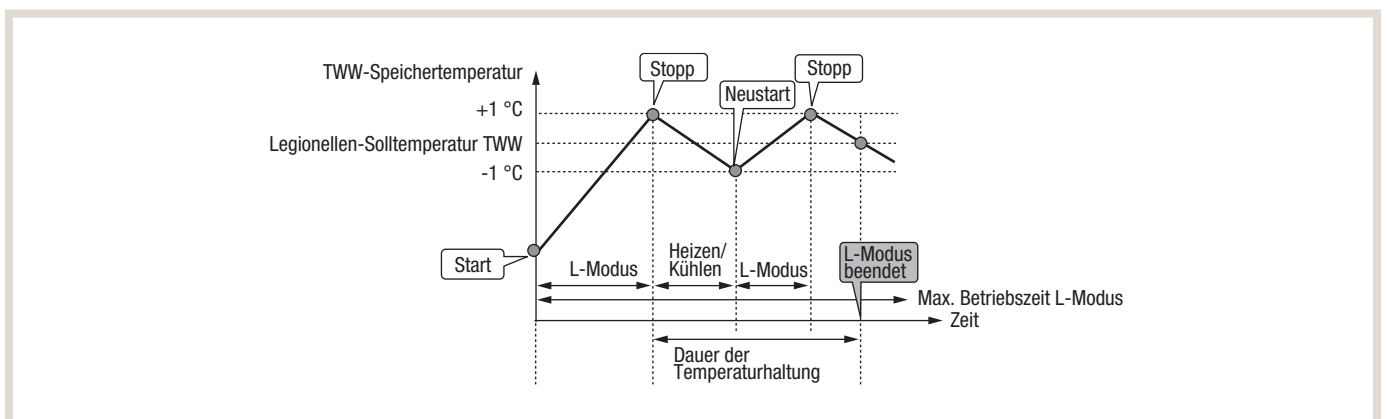 TWW-Speichertemperatur
Stopp
Stopp
Neustart
+1 °C
Legionellen-Solltemperatur TWW
-1 °C
Start
L-Modus
Heizen/
Kühlen
L-Modus
L-Modus
beendet
Max. Betriebszeit L-Modus
Zeit
Dauer der
Temperaturhaltung